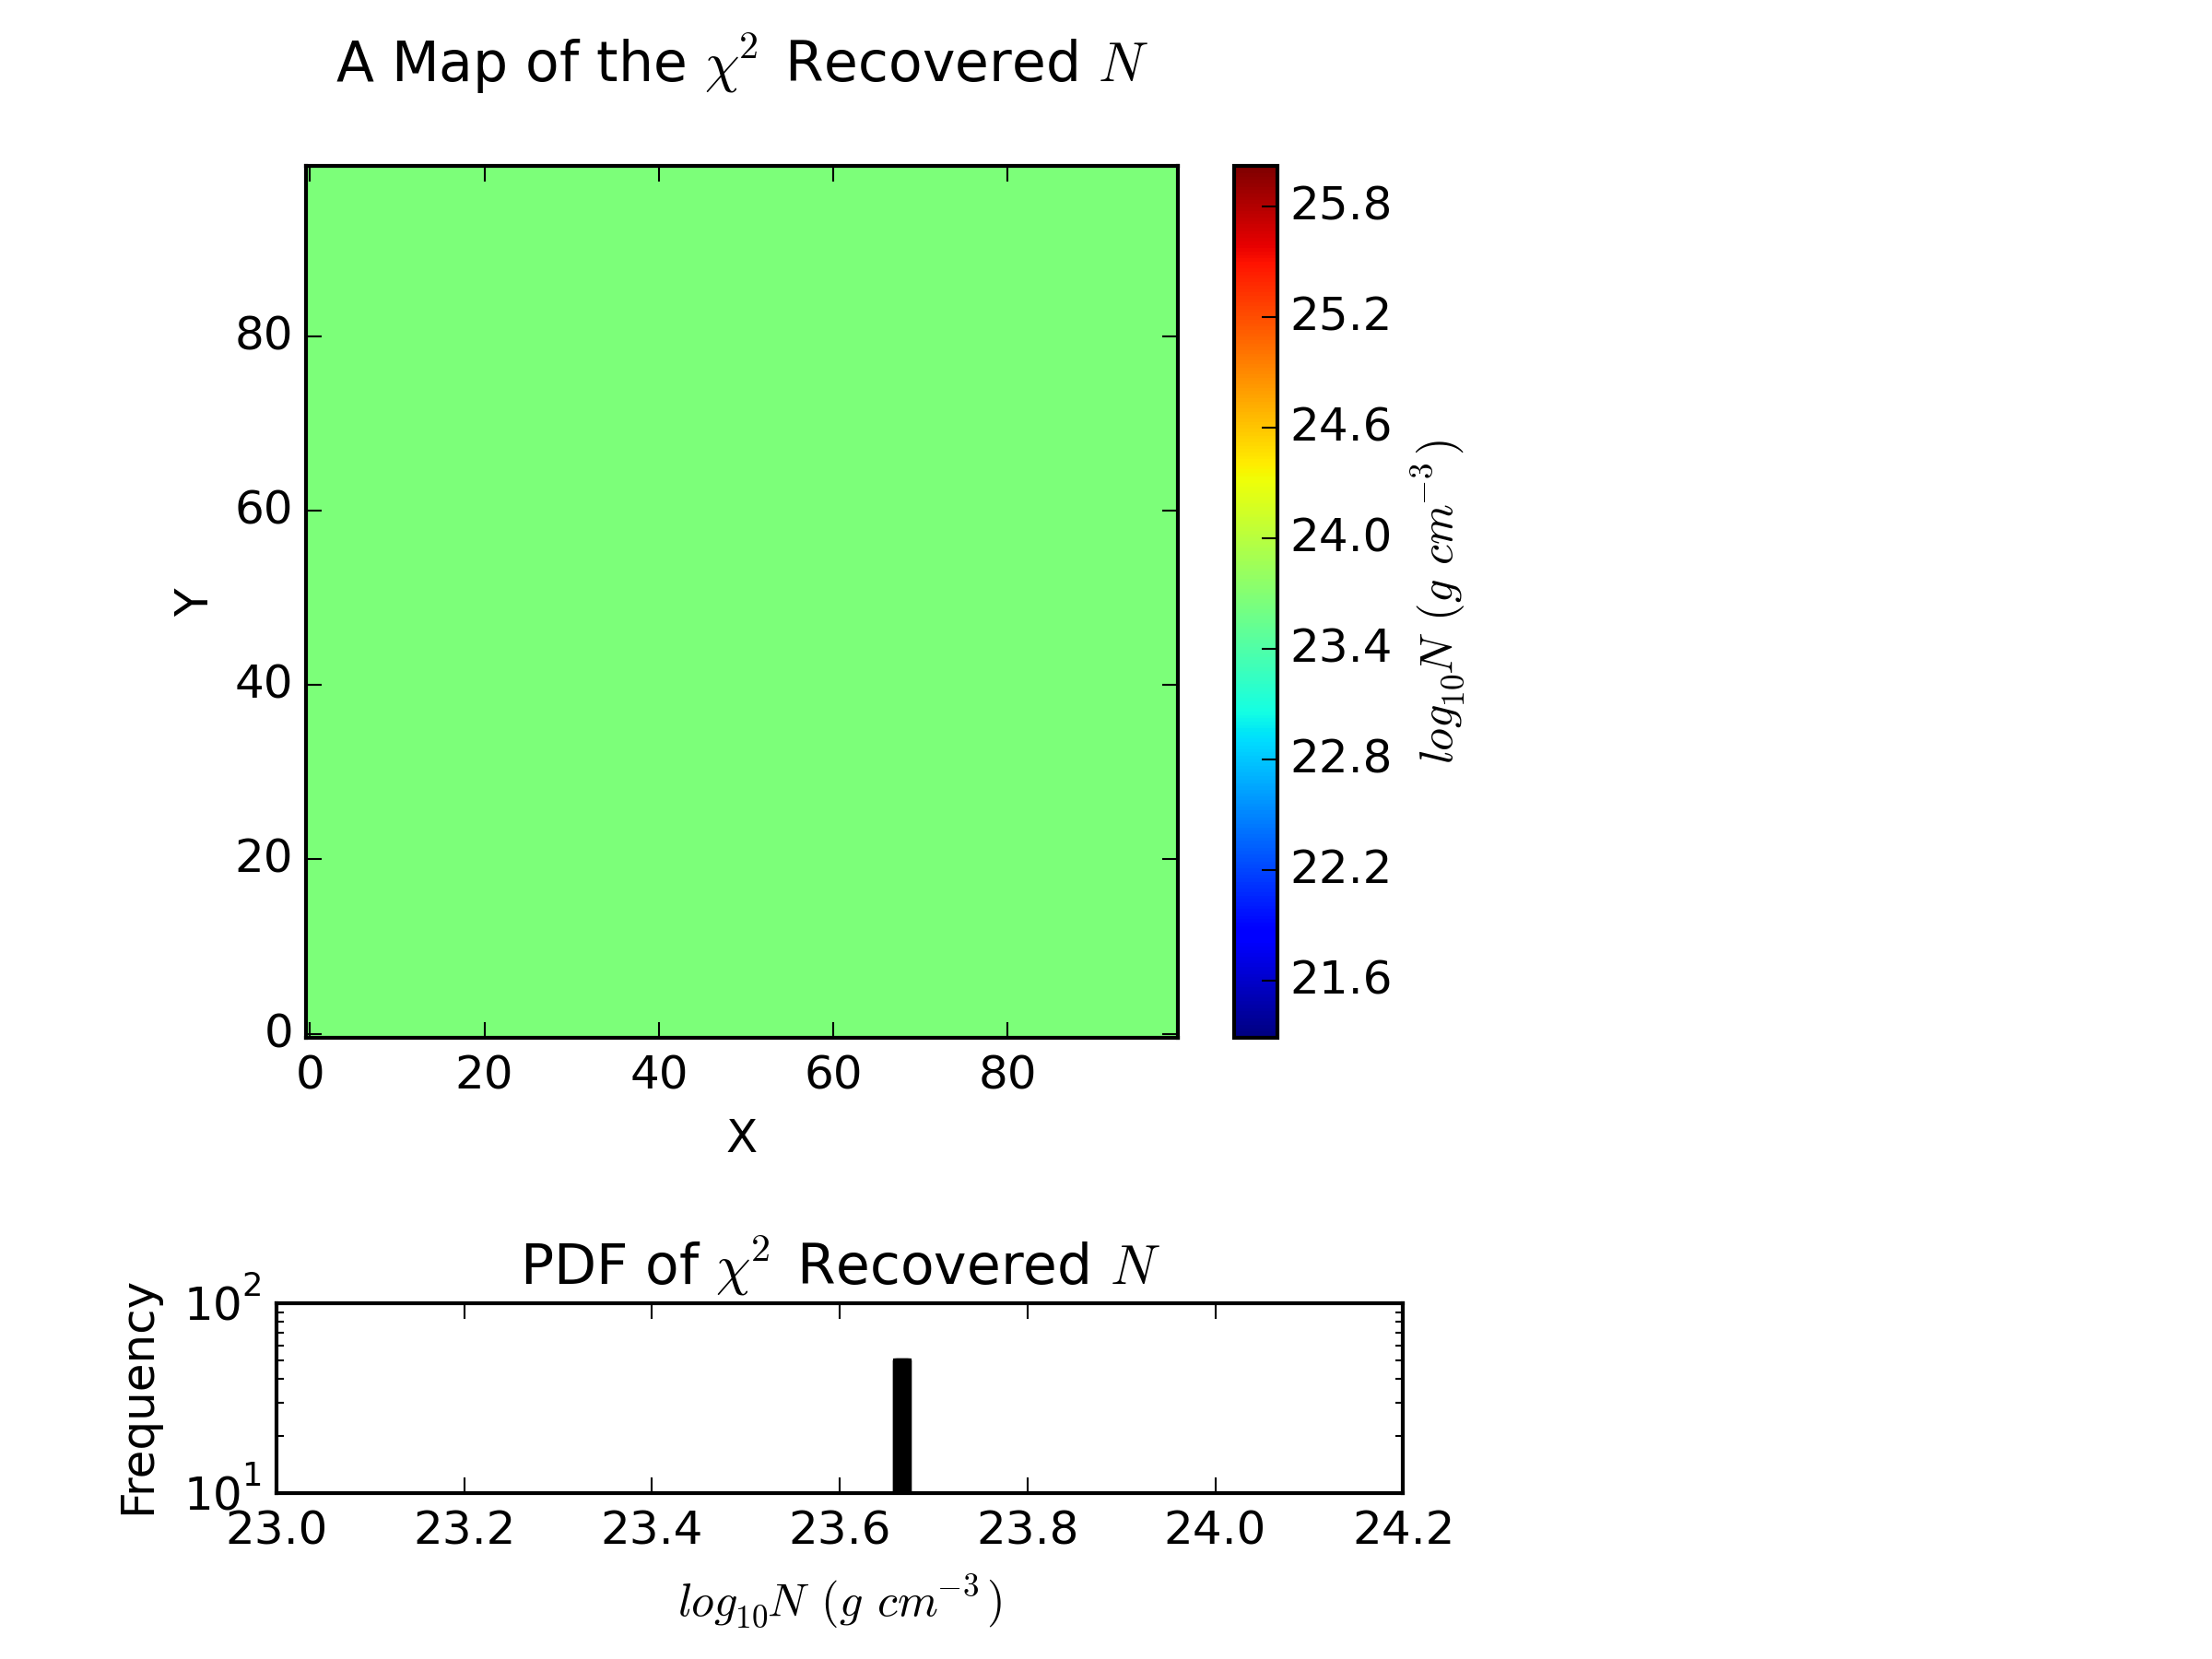 A Map of the χ² Recovered N
80
60
40
20
0
Y
0 20 40 60 80
X
25.8
25.2
24.6
24.0
23.4
22.8
22.2
21.6
log₁₀N (g cm⁻³)
PDF of χ² Recovered N
Frequency
10²
10¹
23.0 23.2 23.4 23.6 23.8 24.0 24.2
log₁₀N (g cm⁻³)